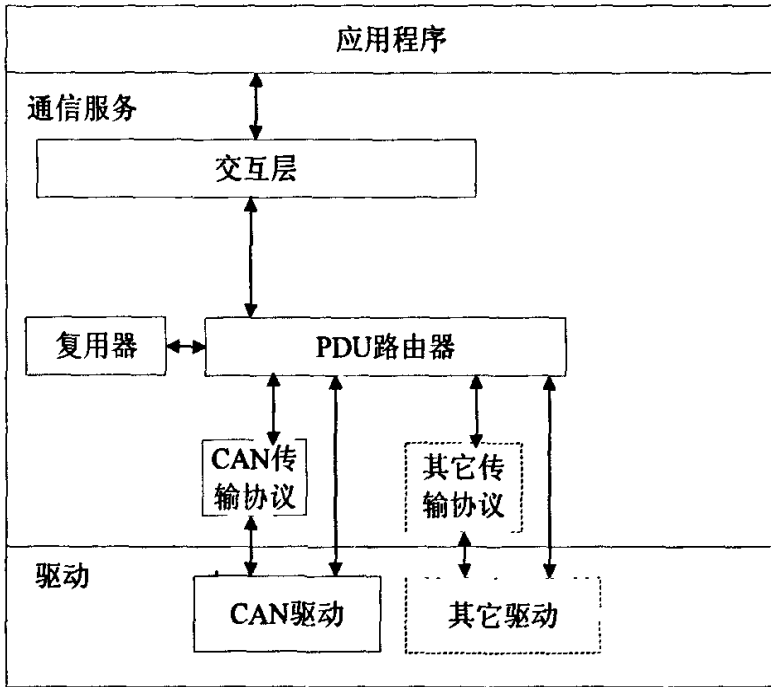 应用程序
通信服务
交互层
复用器
PDU路由器
CAN传
输协议
其它传
输协议
驱动
CAN驱动
其它驱动